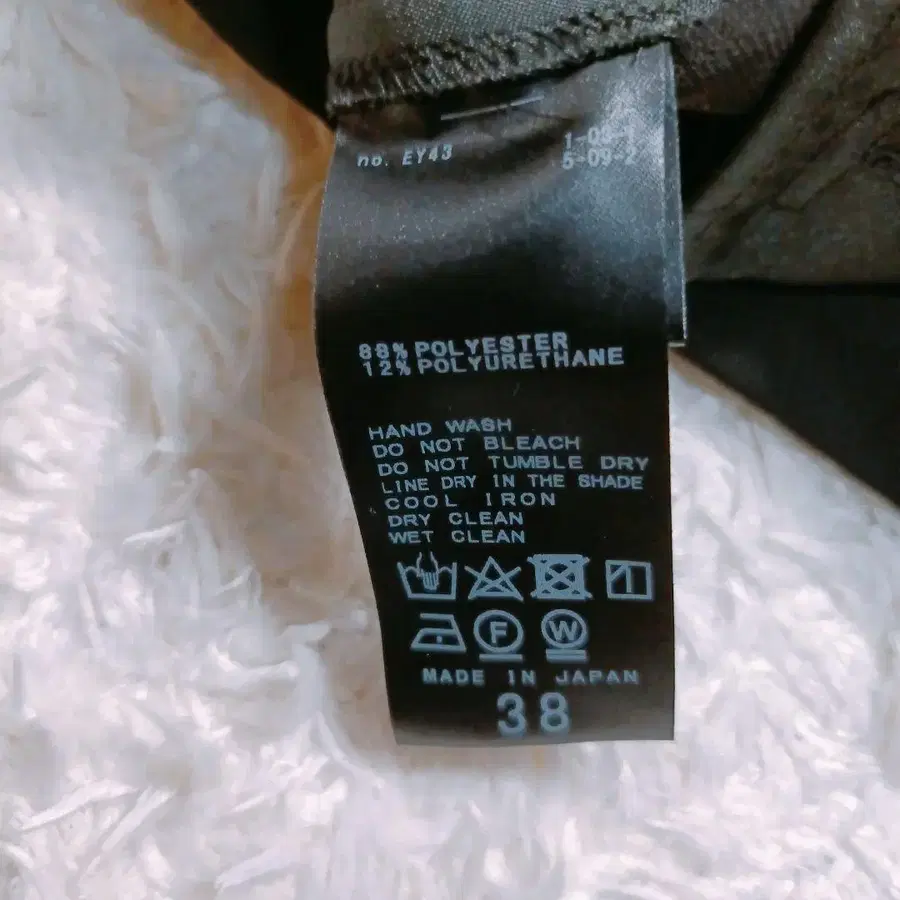 no. EY43
1-03-1
5-09-2
88% POLYESTER
12% POLYURETHANE
HAND WASH
DO NOT BLEACH
DO NOT TUMBLE DRY
LINE DRY IN THE SHADE
COOL IRON
DRY CLEAN
WET CLEAN
F W
MADE IN JAPAN
38